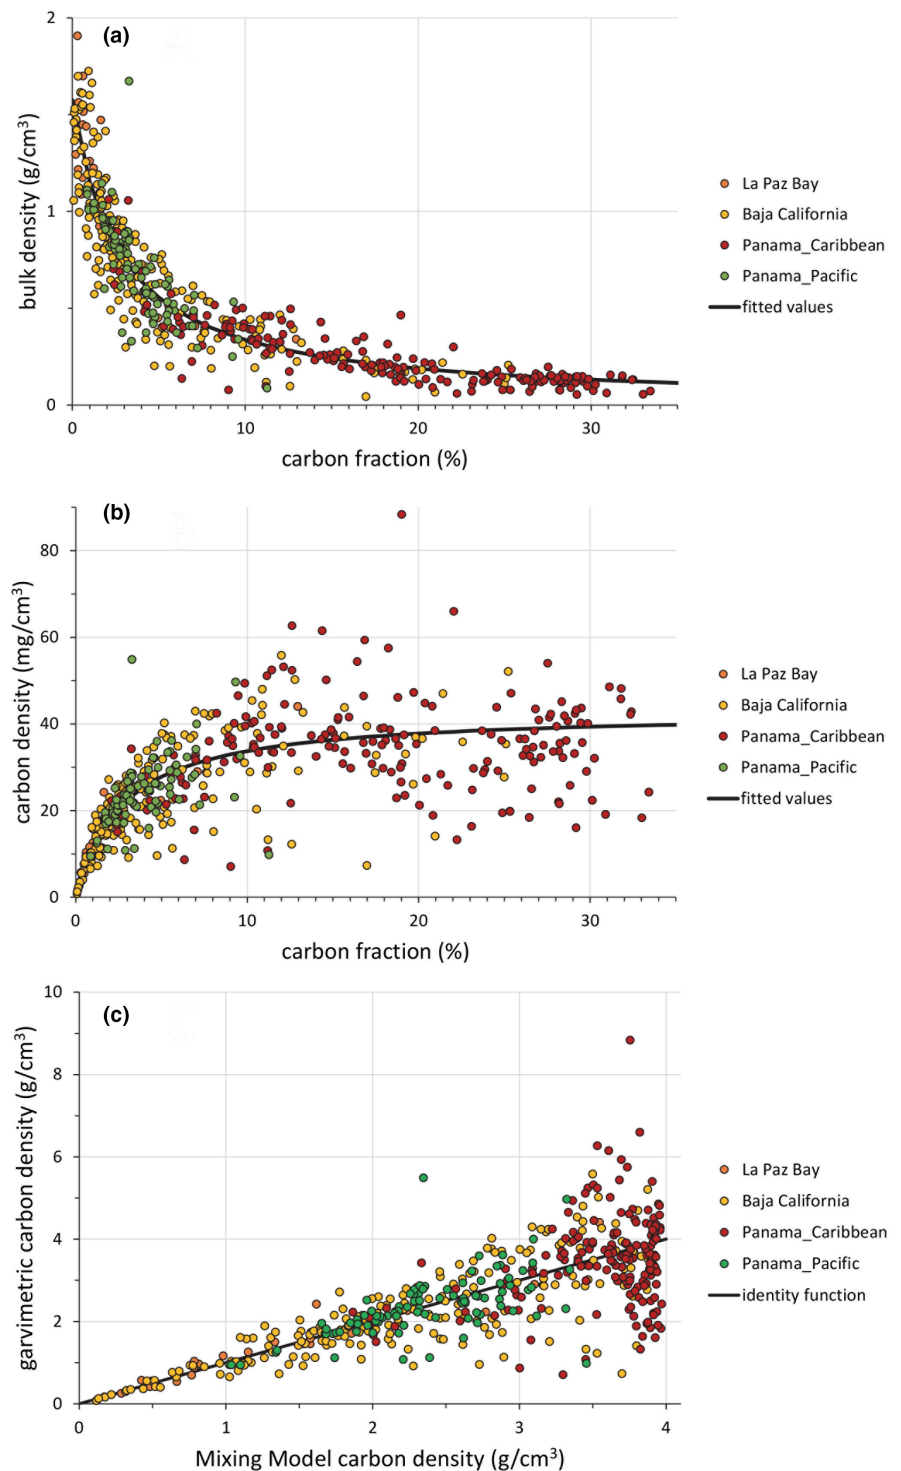 2
(a)
1
0
bulk density (g/cm³)
0 10 20 30
carbon fraction (%)
La Paz Bay
Baja California
Panama_Caribbean
Panama_Pacific
fitted values
(b)
80
60
40
20
0
carbon density (mg/cm³)
0 10 20 30
carbon fraction (%)
La Paz Bay
Baja California
Panama_Caribbean
Panama_Pacific
fitted values
10
(c)
8
6
4
2
0
garvimetric carbon density (g/cm³)
0 1 2 3 4
Mixing Model carbon density (g/cm³)
La Paz Bay
Baja California
Panama_Caribbean
Panama_Pacific
identity function